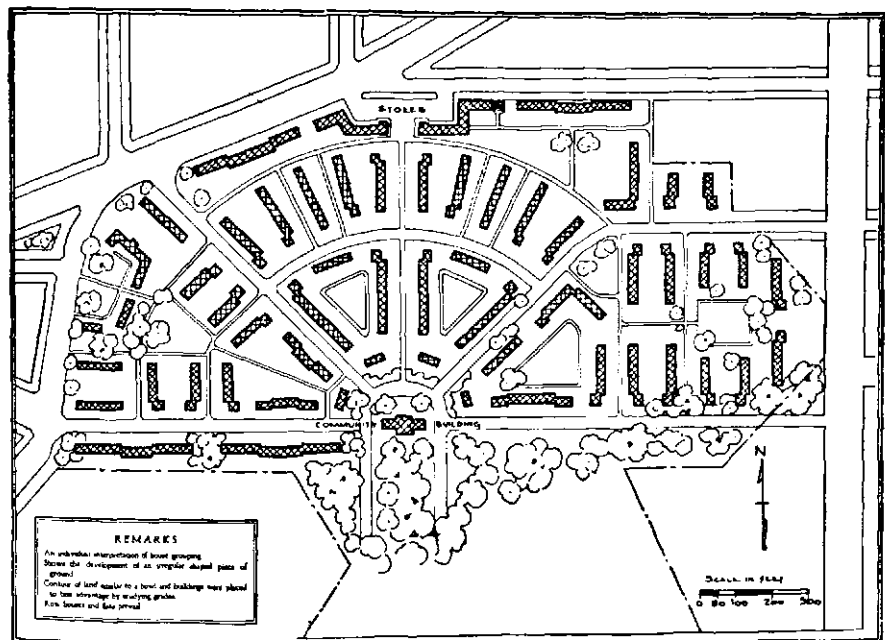 STORES
COMMUNITY BUILDING
N
REMARKS
An individual interpretation of house grouping
Shows the development of an irregular shaped piece of
ground
Contour of land similar to a bowl and buildings were placed
to best advantage by studying grades
Row houses and flats prevail
SCALE IN FEET
0 50 100 200 300